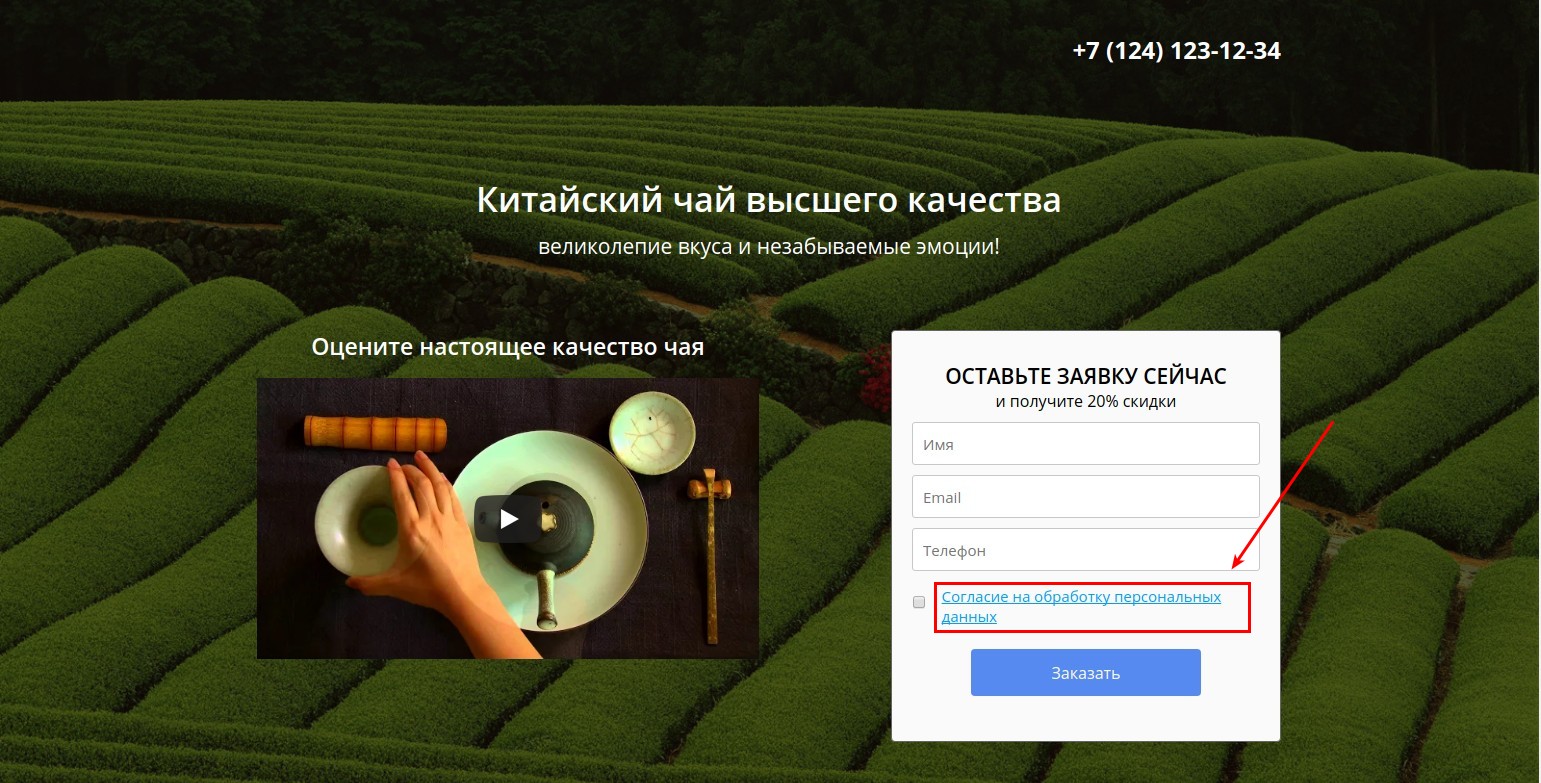 +7 (124) 123-12-34
Китайский чай высшего качества
великолепие вкуса и незабываемые эмоции!
Оцените настоящее качество чая
ОСТАВЬТЕ ЗАЯВКУ СЕЙЧАС
и получите 20% скидки
Имя
Email
Телефон
Согласие на обработку персональных
данных
Заказать